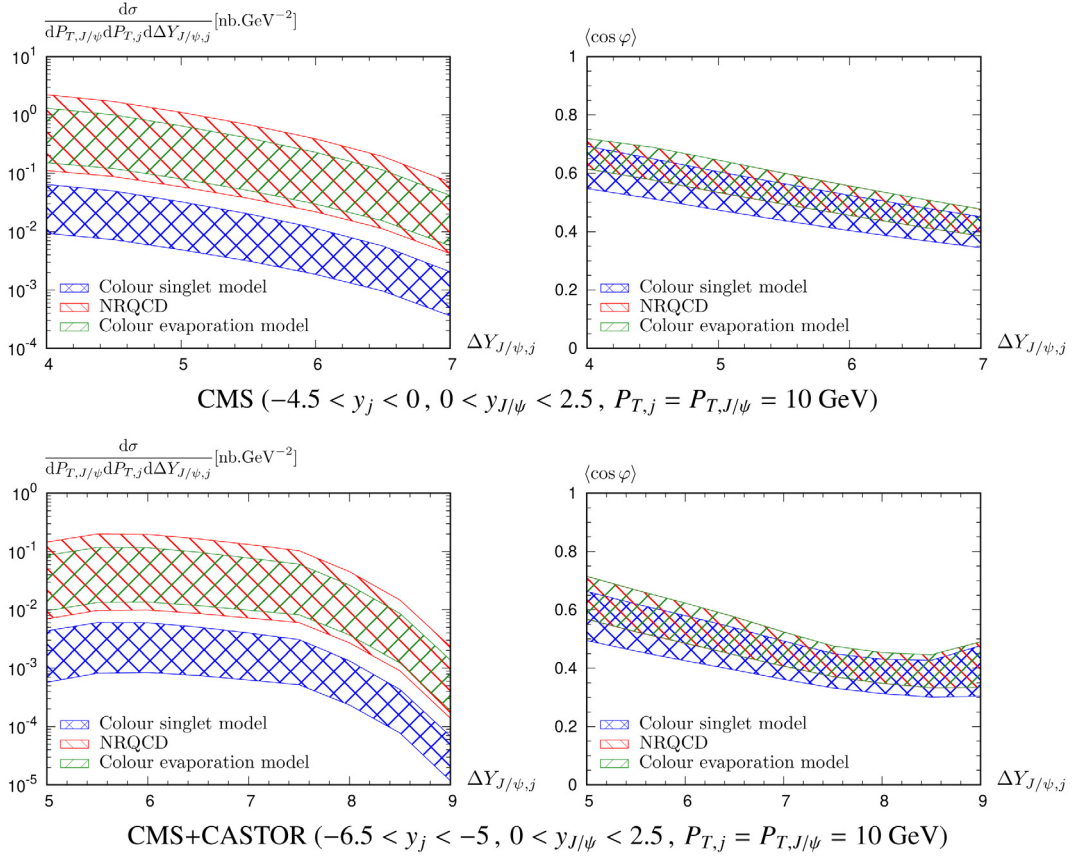 dσ
dP_{T,J/ψ}dP_{T,j}dΔY_{J/ψ,j} [nb.GeV⁻²]
10¹
10⁰
10⁻¹
10⁻²
10⁻³
10⁻⁴
Colour singlet model
NRQCD
Colour evaporation model
4 5 6 7
ΔY_{J/ψ,j}
⟨cos φ⟩
1
0.8
0.6
0.4
0.2
0
Colour singlet model
NRQCD
Colour evaporation model
4 5 6 7
ΔY_{J/ψ,j}
CMS (−4.5 < y_j < 0 , 0 < y_{J/ψ} < 2.5 , P_{T,j} = P_{T,J/ψ} = 10 GeV)
dσ
dP_{T,J/ψ}dP_{T,j}dΔY_{J/ψ,j} [nb.GeV⁻²]
10⁰
10⁻¹
10⁻²
10⁻³
10⁻⁴
10⁻⁵
Colour singlet model
NRQCD
Colour evaporation model
5 6 7 8 9
ΔY_{J/ψ,j}
⟨cos φ⟩
1
0.8
0.6
0.4
0.2
0
Colour singlet model
NRQCD
Colour evaporation model
5 6 7 8 9
ΔY_{J/ψ,j}
CMS+CASTOR (−6.5 < y_j < −5 , 0 < y_{J/ψ} < 2.5 , P_{T,j} = P_{T,J/ψ} = 10 GeV)